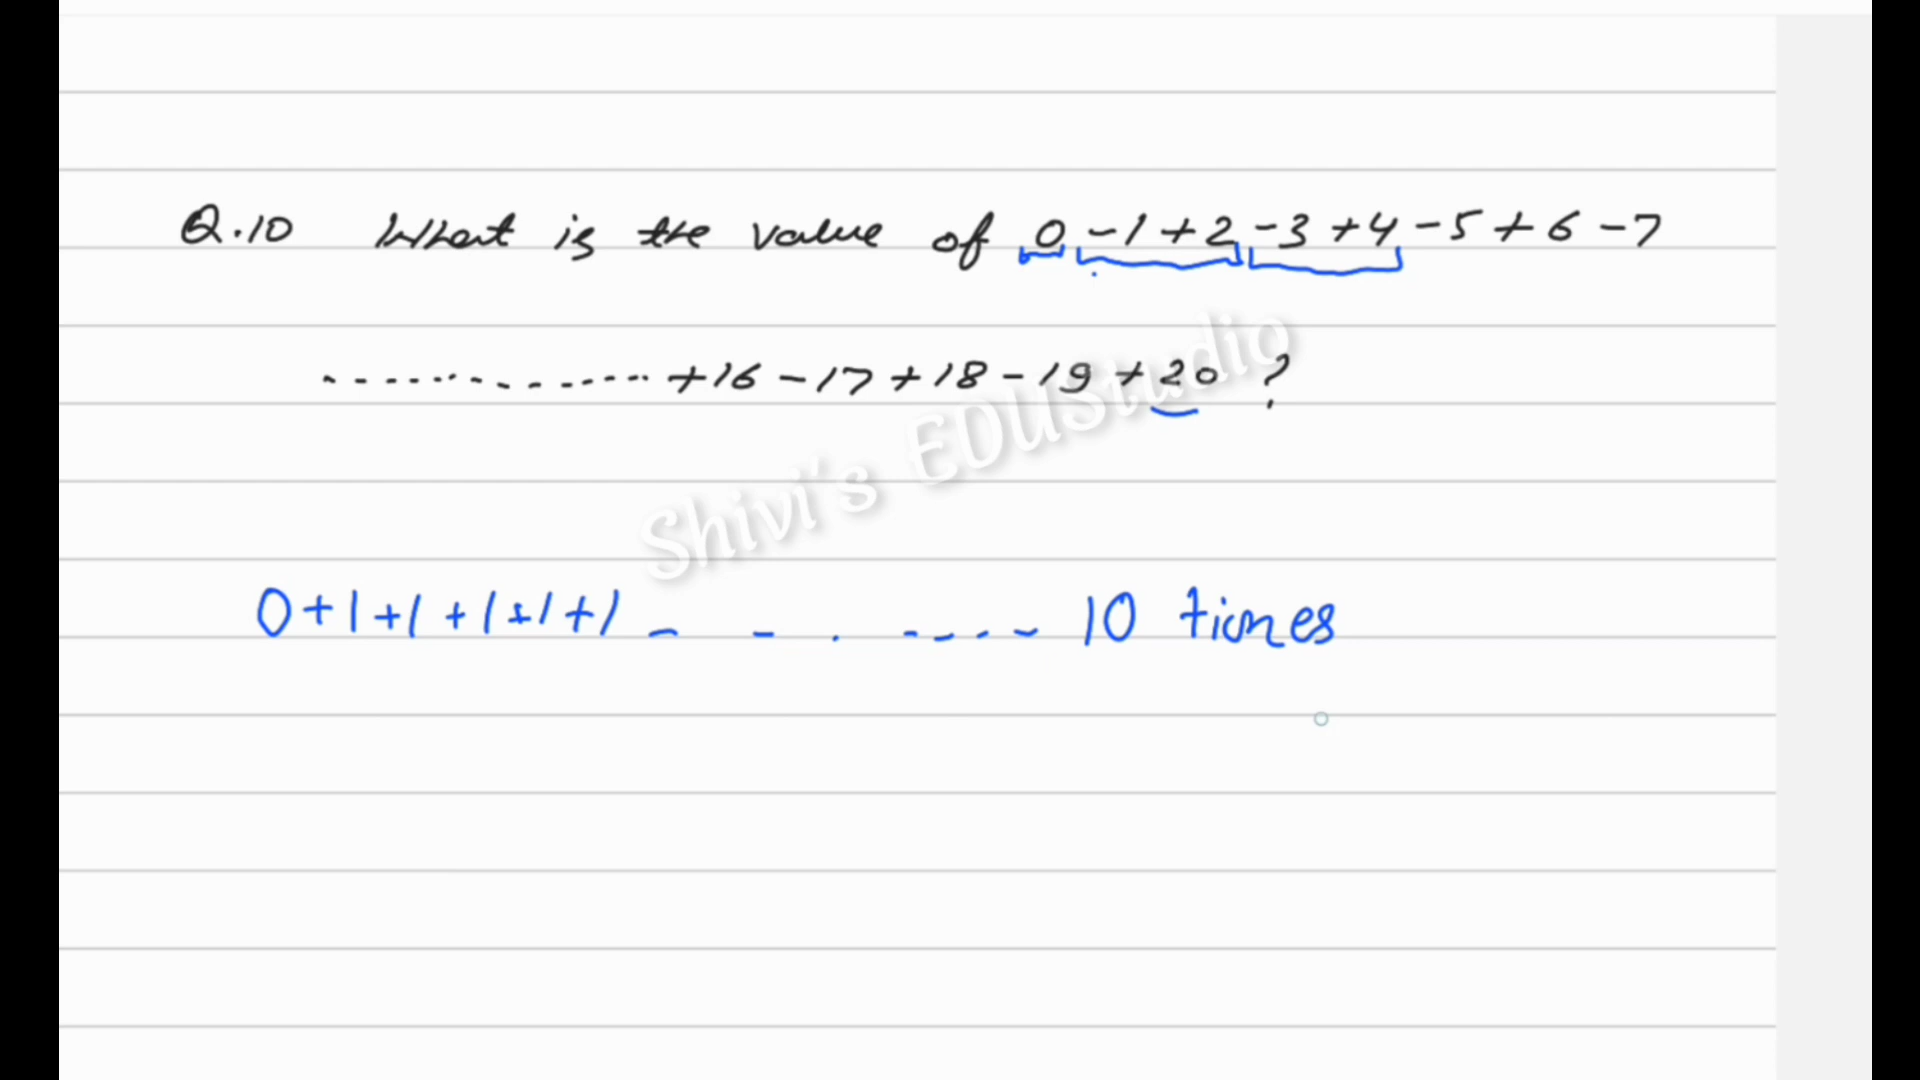 Q.10 What is the value of 0 -1 +2 -3 +4 -5 + 6 -7
.................... +16 -17 +18 -19 +20 ?
Shivi's EDUStudio
0+1+1+1+1+1 - - . - - - - 10 times